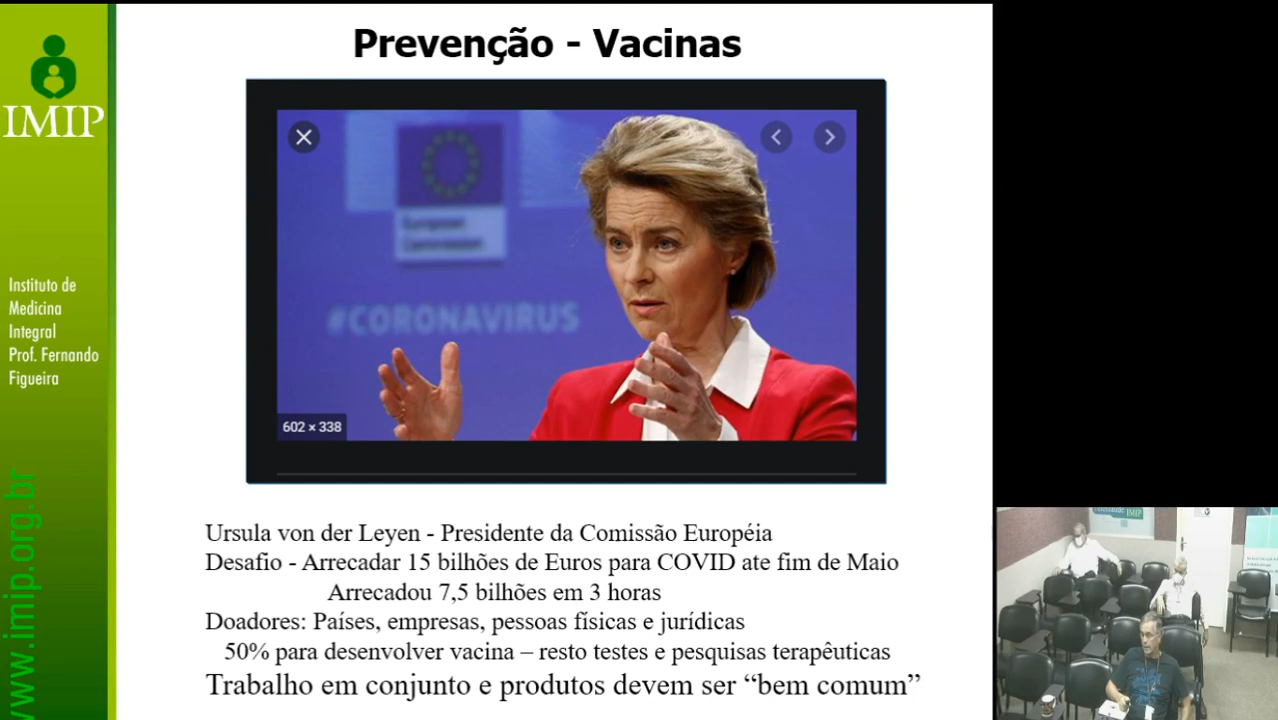 Prevenção - Vacinas
IMIP
Instituto de
Medicina
Integral
Prof. Fernando
Figueira
www.imip.org.br
European
Commission
#CORONAVIRUS
602 × 338
Ursula von der Leyen - Presidente da Comissão Européia
Desafio - Arrecadar 15 bilhões de Euros para COVID ate fim de Maio
Arrecadou 7,5 bilhões em 3 horas
Doadores: Países, empresas, pessoas físicas e jurídicas
50% para desenvolver vacina – resto testes e pesquisas terapêuticas
Trabalho em conjunto e produtos devem ser “bem comum”
IMIP